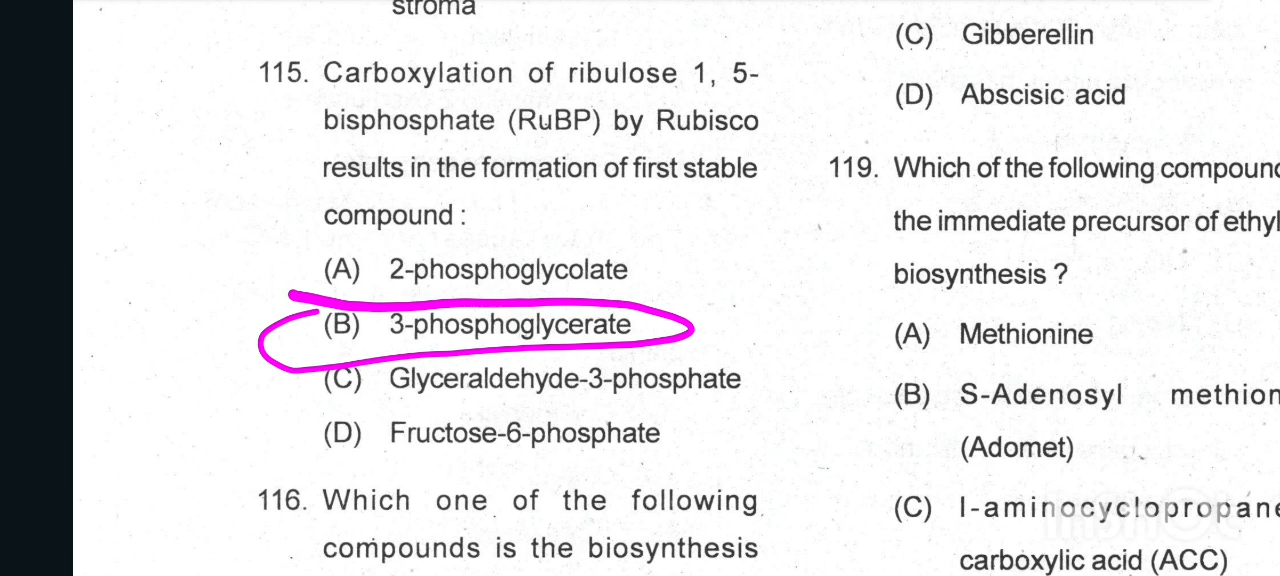 stroma
115. Carboxylation of ribulose 1, 5-
bisphosphate (RuBP) by Rubisco
results in the formation of first stable
compound :
(A) 2-phosphoglycolate
(B) 3-phosphoglycerate
(C) Glyceraldehyde-3-phosphate
(D) Fructose-6-phosphate
116. Which one of the following
compounds is the biosynthesis
(C) Gibberellin
(D) Abscisic acid
119. Which of the following
the immediate precursor of
biosynthesis ?
(A) Methionine
(B) S-Adenosyl
(Adomet)
(C) I-aminocyclopropane
carboxylic acid (ACC)